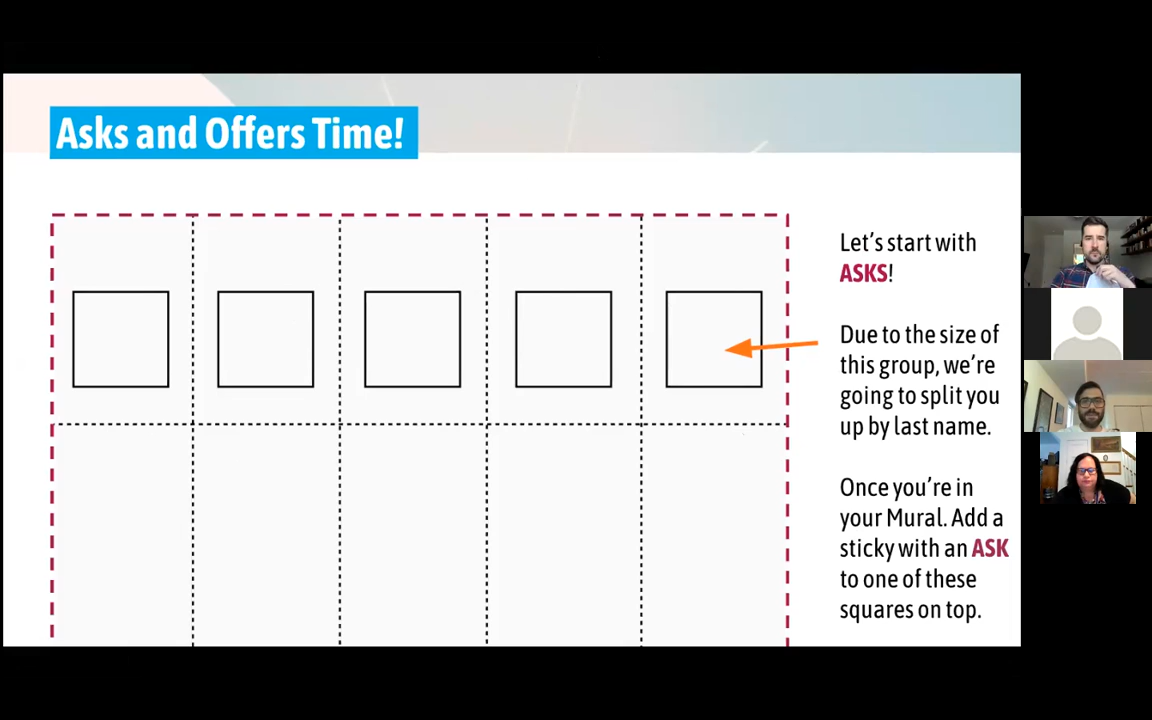 Asks and Offers Time!
Let's start with
ASKS!
Due to the size of
this group, we're
going to split you
up by last name.
Once you're in
your Mural. Add a
sticky with an ASK
to one of these
squares on top.